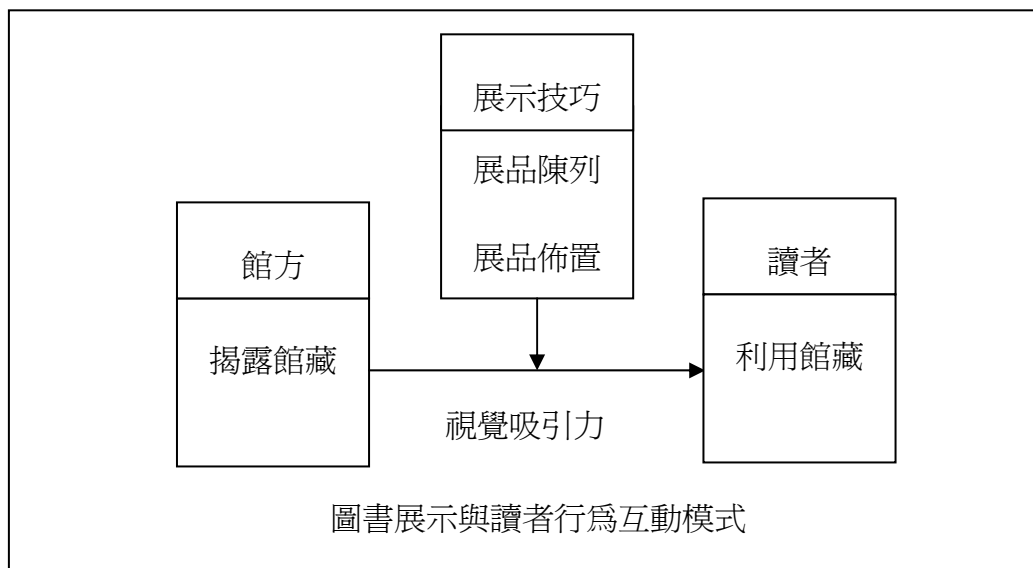 展示技巧
展品陳列
展品佈置
館方
揭露館藏
讀者
利用館藏
視覺吸引力
圖書展示與讀者行為互動模式